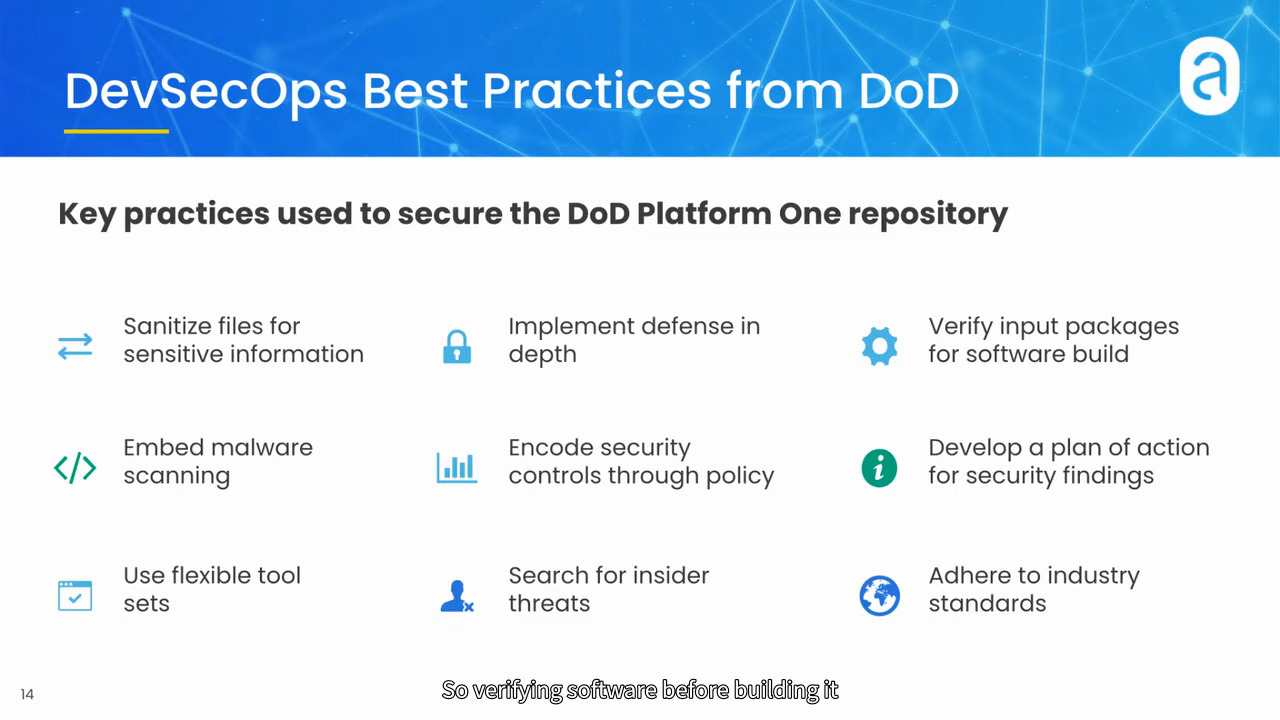 DevSecOps Best Practices from DoD
a
Key practices used to secure the DoD Platform One repository
Sanitize files for
sensitive information
Implement defense in
depth
Verify input packages
for software build
Embed malware
scanning
Encode security
controls through policy
Develop a plan of action
for security findings
Use flexible tool
sets
Search for insider
threats
Adhere to industry
standards
14
So verifying software before building it